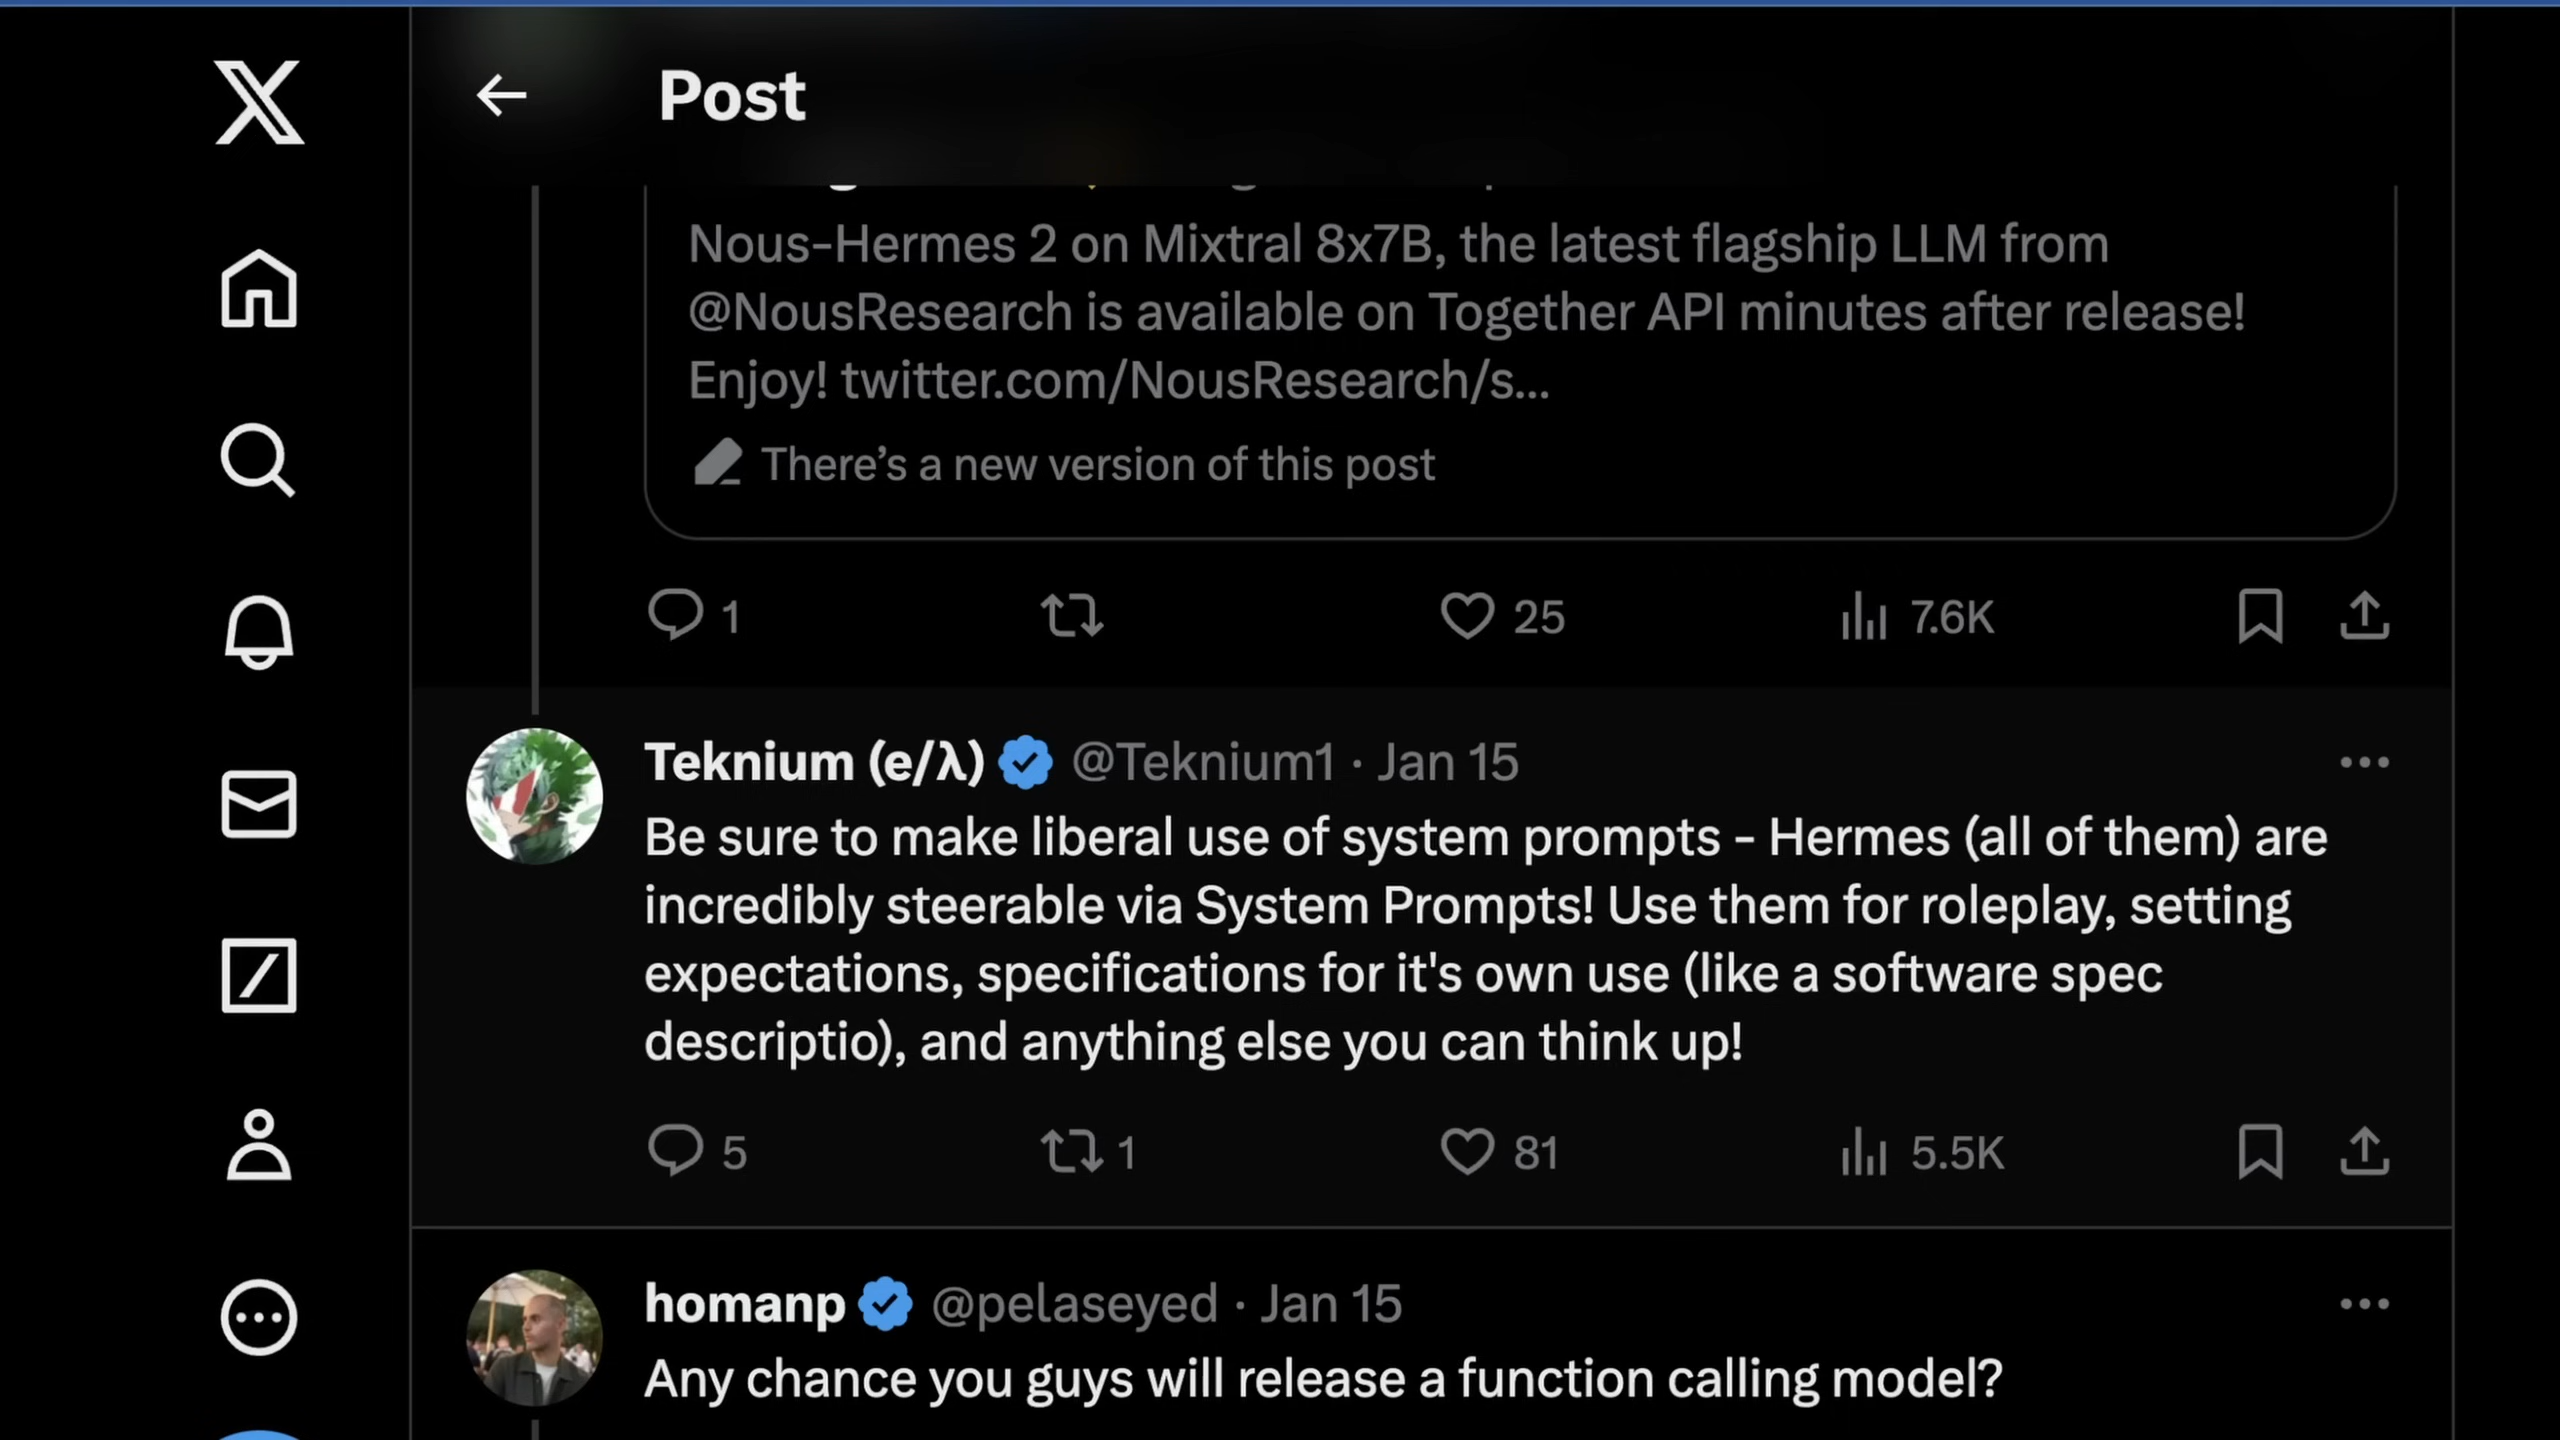 Post
Nous-Hermes 2 on Mixtral 8x7B, the latest flagship LLM from
@NousResearch is available on Together API minutes after release!
Enjoy! twitter.com/NousResearch/s...
There’s a new version of this post
1 25 7.6K
Teknium (e/λ) @Teknium1 · Jan 15
Be sure to make liberal use of system prompts - Hermes (all of them) are
incredibly steerable via System Prompts! Use them for roleplay, setting
expectations, specifications for it's own use (like a software spec
descriptio), and anything else you can think up!
5 1 81 5.5K
homanp @pelaseyed · Jan 15
Any chance you guys will release a function calling model?